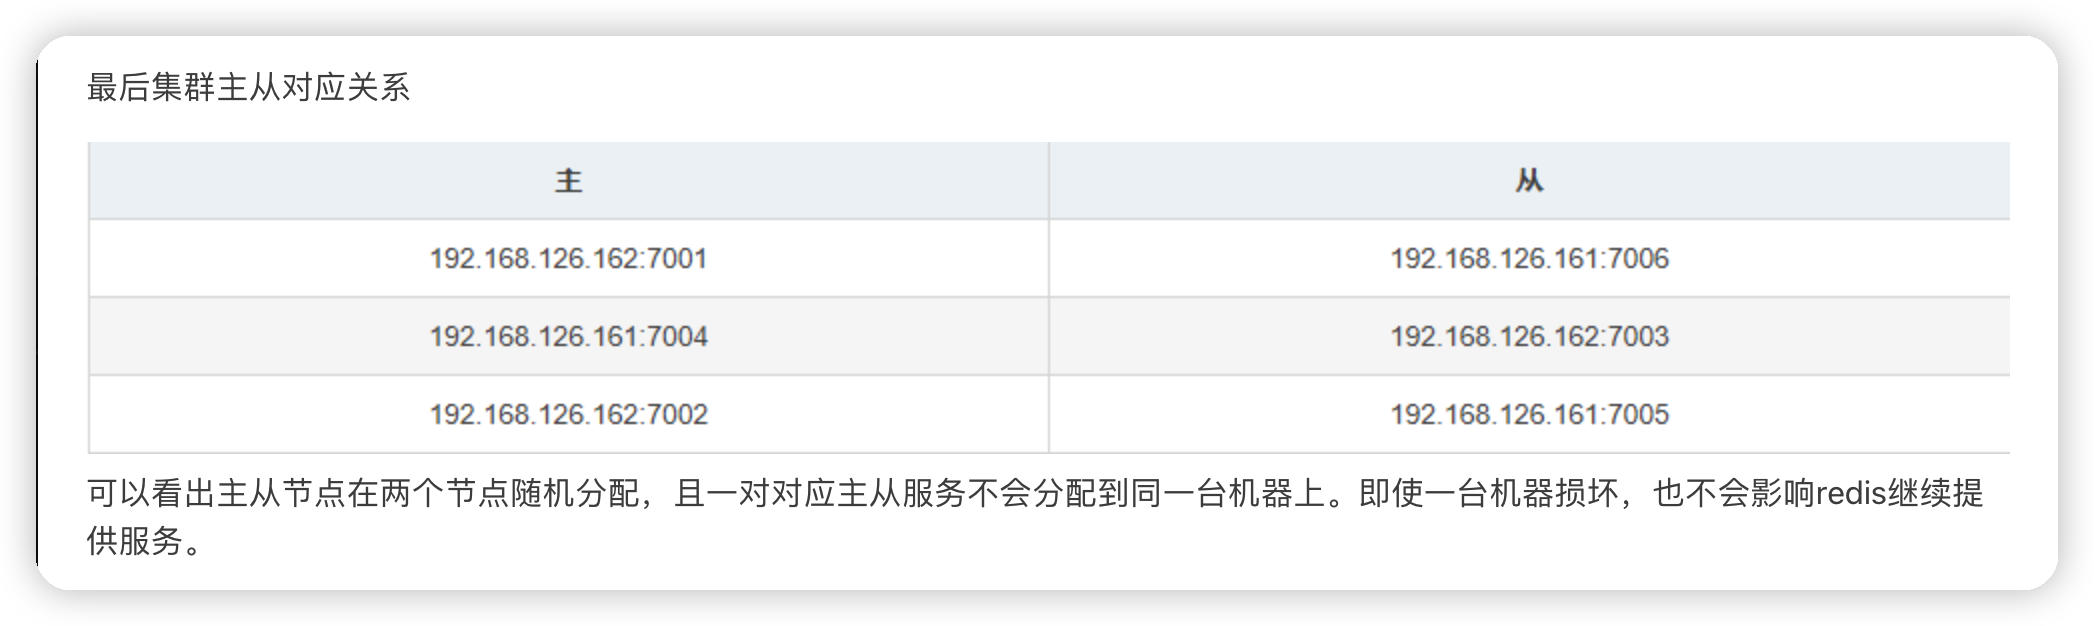 最后集群主从对应关系
主 从
192.168.126.162:7001 192.168.126.161:7006
192.168.126.161:7004 192.168.126.162:7003
192.168.126.162:7002 192.168.126.161:7005
可以看出主从节点在两个节点随机分配，且一对对应主从服务不会分配到同一台机器上。即使一台机器损坏，也不会影响redis继续提
供服务。